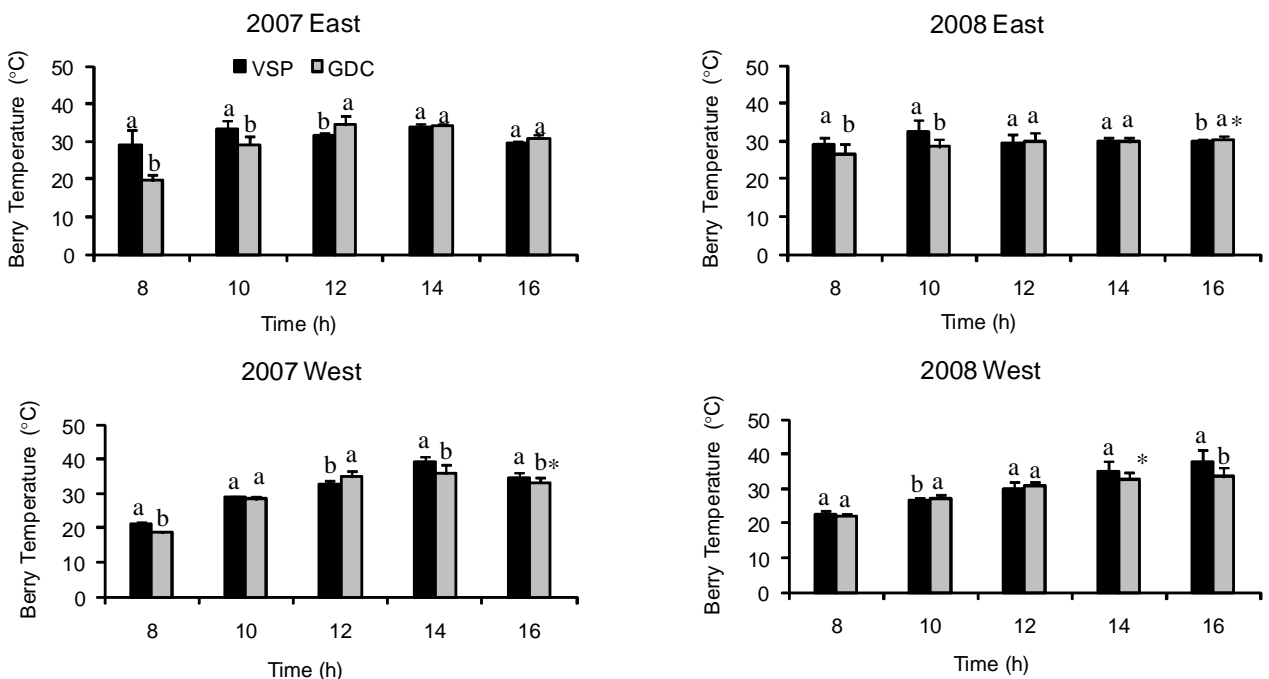 2007 East
VSP GDC
Berry Temperature (°C)
50
40
30
20
10
0
a b a b b a a a a a
8 10 12 14 16
Time (h)
2008 East
Berry Temperature (°C)
50
40
30
20
10
0
a b a b a a a a b a*
8 10 12 14 16
Time (h)
2007 West
Berry Temperature (°C)
50
40
30
20
10
0
a b a a b a a b a b*
8 10 12 14 16
Time (h)
2008 West
Berry Temperature (°C)
50
40
30
20
10
0
a a b a a a a * a b
8 10 12 14 16
Time (h)